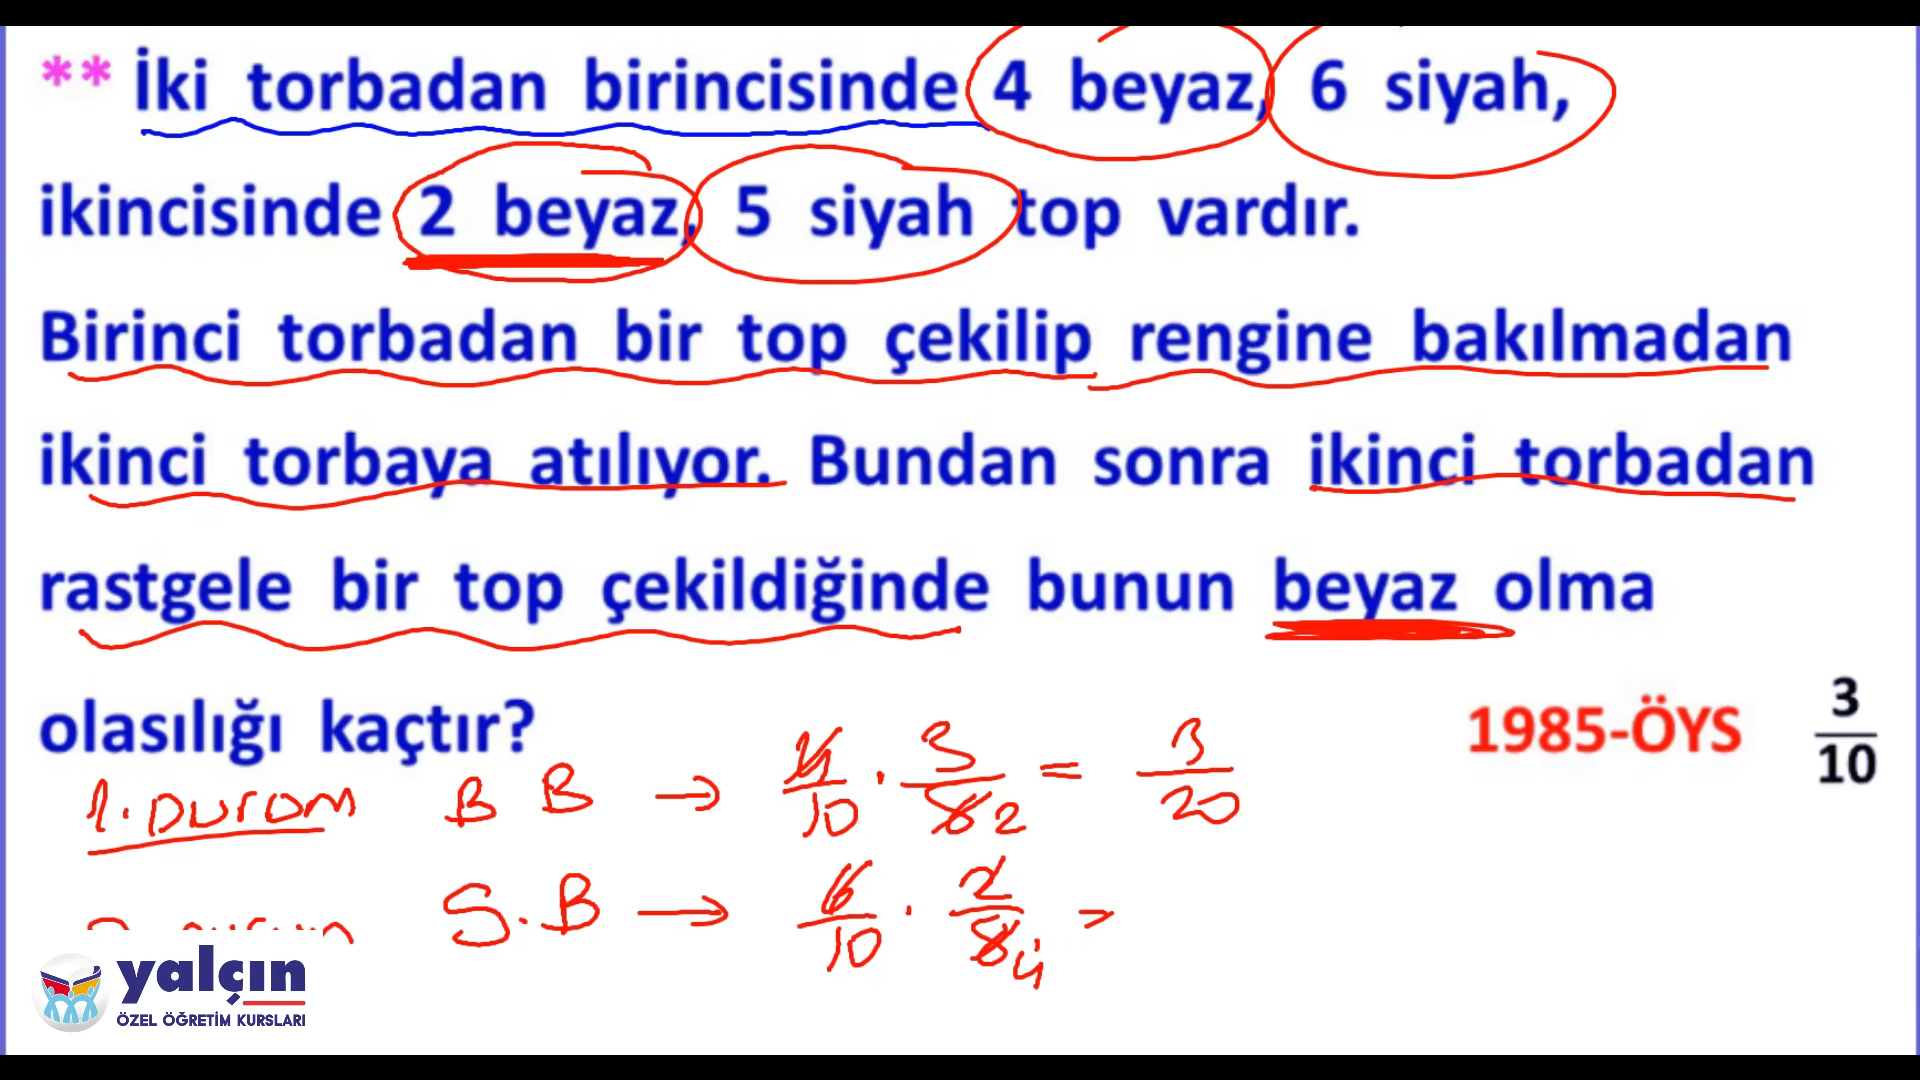 ** İki torbadan birincisinde 4 beyaz, 6 siyah,
ikincisinde 2 beyaz, 5 siyah top vardır.
Birinci torbadan bir top çekilip rengine bakılmadan
ikinci torbaya atılıyor. Bundan sonra ikinci torbadan
rastgele bir top çekildiğinde bunun beyaz olma
olasılığı kaçtır? 1985-ÖYS 3/10
1. Durum B B → 4/10 · 3/8 2 = 3/20
S. B → 6/10 · 2/8 4 =
yalçın
ÖZEL ÖĞRETİM KURSLARI